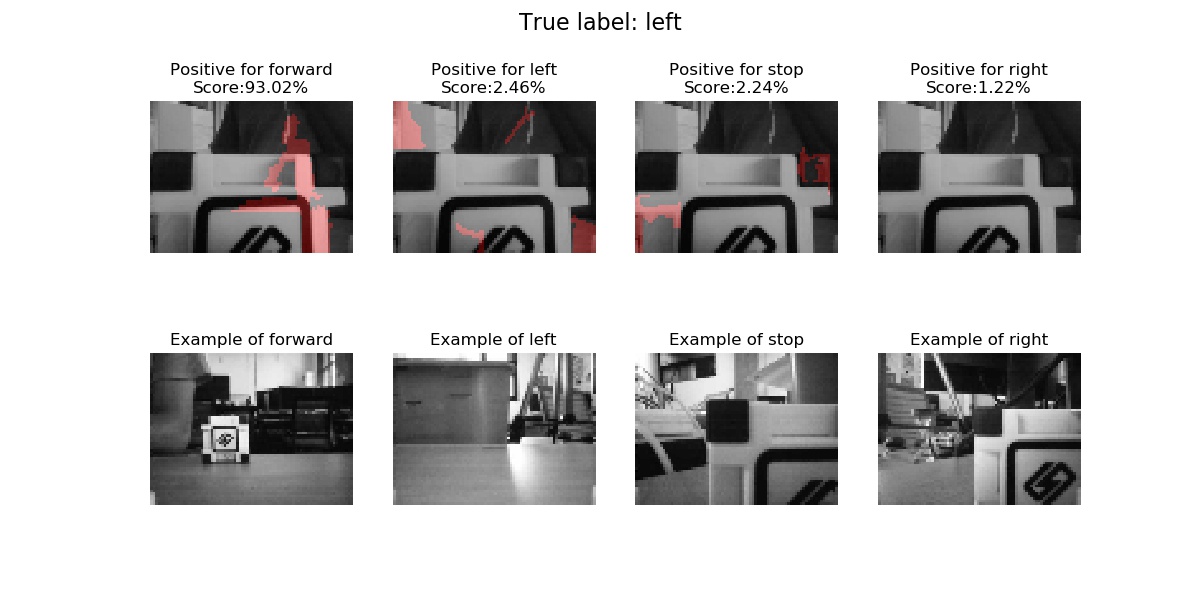 True label: left
Positive for forward
Score:93.02%
Positive for left
Score:2.46%
Positive for stop
Score:2.24%
Positive for right
Score:1.22%
Example of forward
Example of left
Example of stop
Example of right